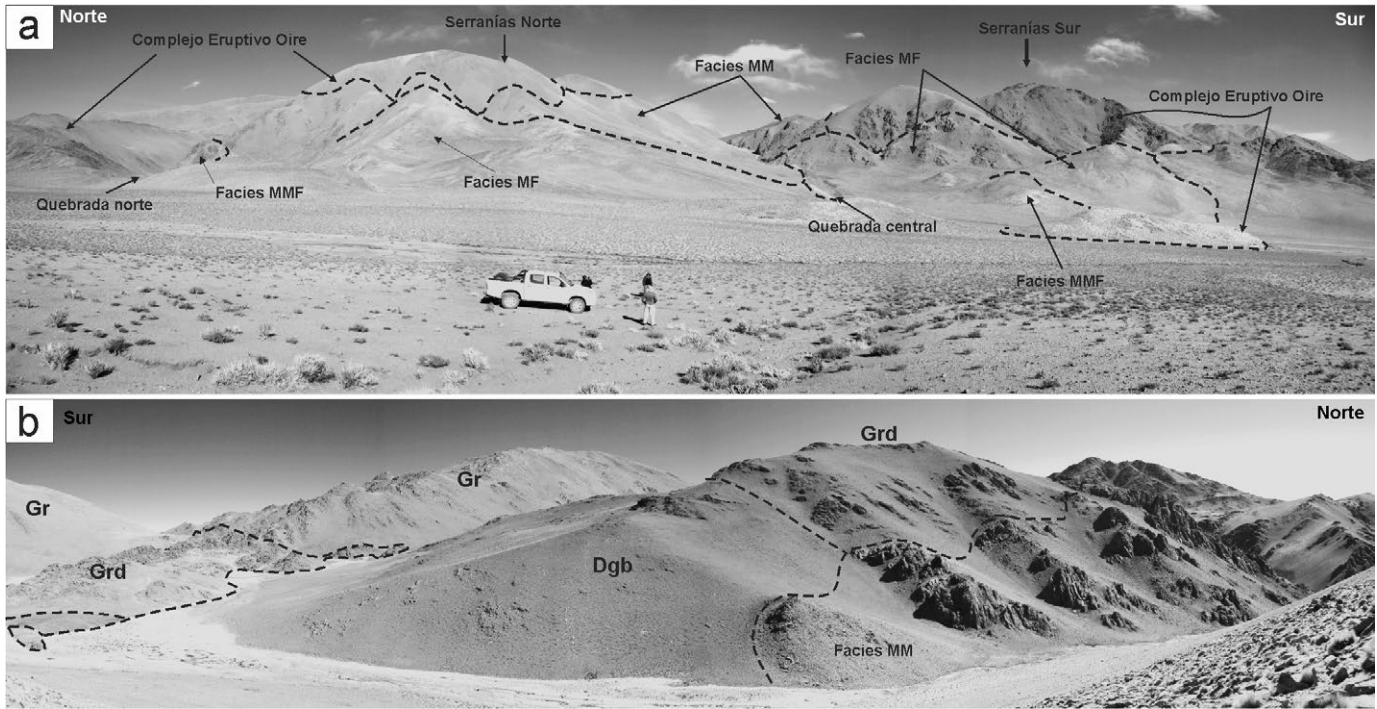 a
Norte
Serranías Norte
Serranías Sur
Sur
Complejo Eruptivo Oire
Facies MM
Facies MF
Complejo Eruptivo Oire
Facies MMF
Facies MF
Quebrada norte
Quebrada central
Facies MMF
b
Sur
Norte
Grd
Gr
Gr
Grd
Dgb
Facies MM